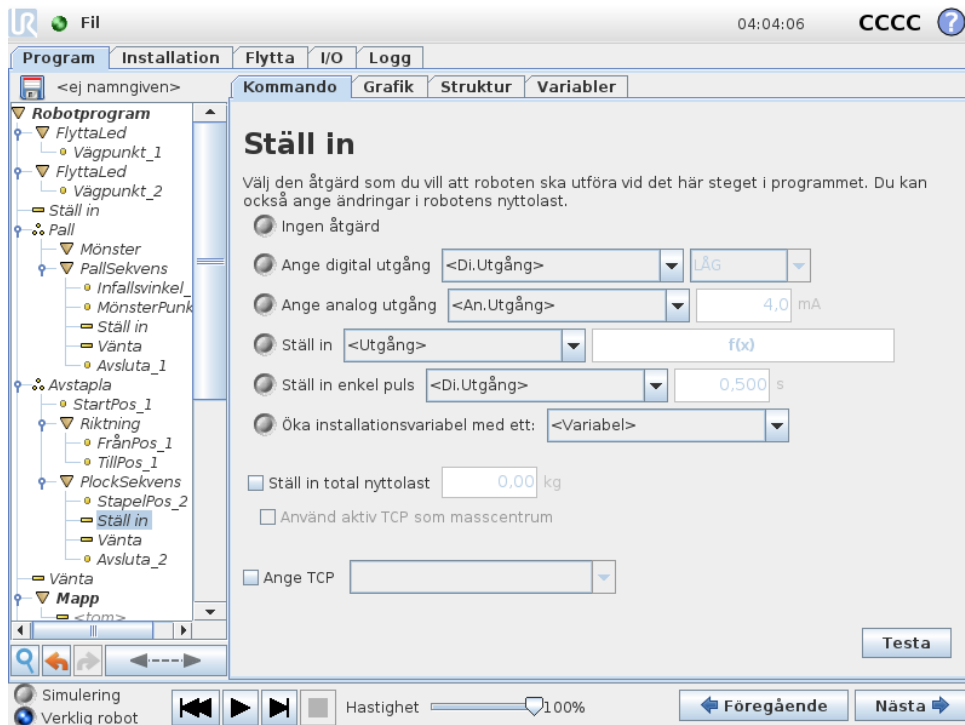 UR Fil 04:04:06 CCCC ?
Program Installation Flytta I/O Logg
<ej namngiven>
Kommando Grafik Struktur Variabler
Robotprogram
FlyttaLed
Vägpunkt_1
FlyttaLed
Vägpunkt_2
Ställ in
Pall
Mönster
PallSekvens
Infallsvinkel_
MönsterPunk
Ställ in
Vänta
Avsluta_1
Avstapla
StartPos_1
Riktning
FrånPos_1
TillPos_1
PlockSekvens
StapelPos_2
Ställ in
Vänta
Avsluta_2
Vänta
Mapp
<tom>
Ställ in
Välj den åtgärd som du vill att roboten ska utföra vid det här steget i programmet. Du kan
också ange ändringar i robotens nyttolast.
Ingen åtgärd
Ange digital utgång <Di.Utgång> LÅG
Ange analog utgång <An.Utgång> 4,0 mA
Ställ in <Utgång> f(x)
Ställ in enkel puls <Di.Utgång> 0,500 s
Öka installationsvariabel med ett: <Variabel>
Ställ in total nyttolast 0,00 kg
Använd aktiv TCP som masscentrum
Ange TCP
Testa
Simulering
Verklig robot
Hastighet 100%
Föregående Nästa